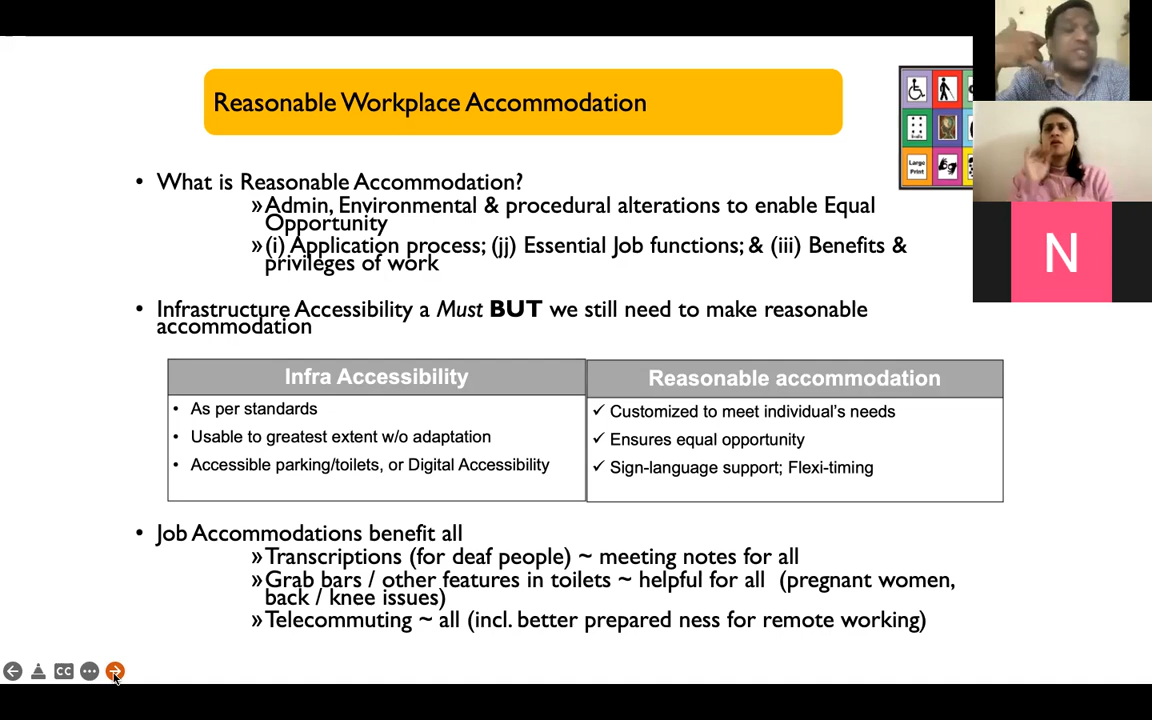 Reasonable Workplace Accommodation
• What is Reasonable Accommodation?
» Admin, Environmental & procedural alterations to enable Equal
Opportunity
» (i) Application process; (jj) Essential Job functions; & (iii) Benefits &
privileges of work
• Infrastructure Accessibility a Must BUT we still need to make reasonable
accommodation
Infra Accessibility
• As per standards
• Usable to greatest extent w/o adaptation
• Accessible parking/toilets, or Digital Accessibility
Reasonable accommodation
✓ Customized to meet individual's needs
✓ Ensures equal opportunity
✓ Sign-language support; Flexi-timing
• Job Accommodations benefit all
» Transcriptions (for deaf people) ~ meeting notes for all
» Grab bars / other features in toilets ~ helpful for all (pregnant women,
back / knee issues)
» Telecommuting ~ all (incl. better prepared ness for remote working)
Large
Print
N
CC